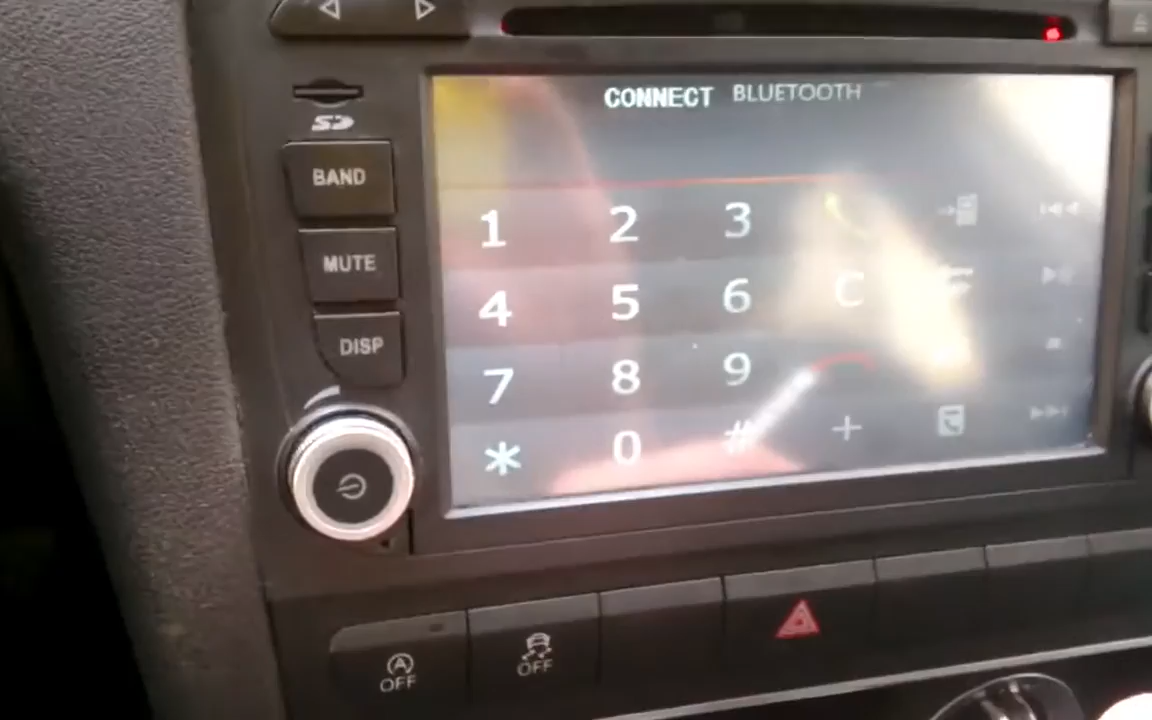 CONNECT BLUETOOTH
SD
BAND
MUTE
DISP
1 2 3
4 5 6 C
7 8 9
* 0 # +
A
OFF
OFF